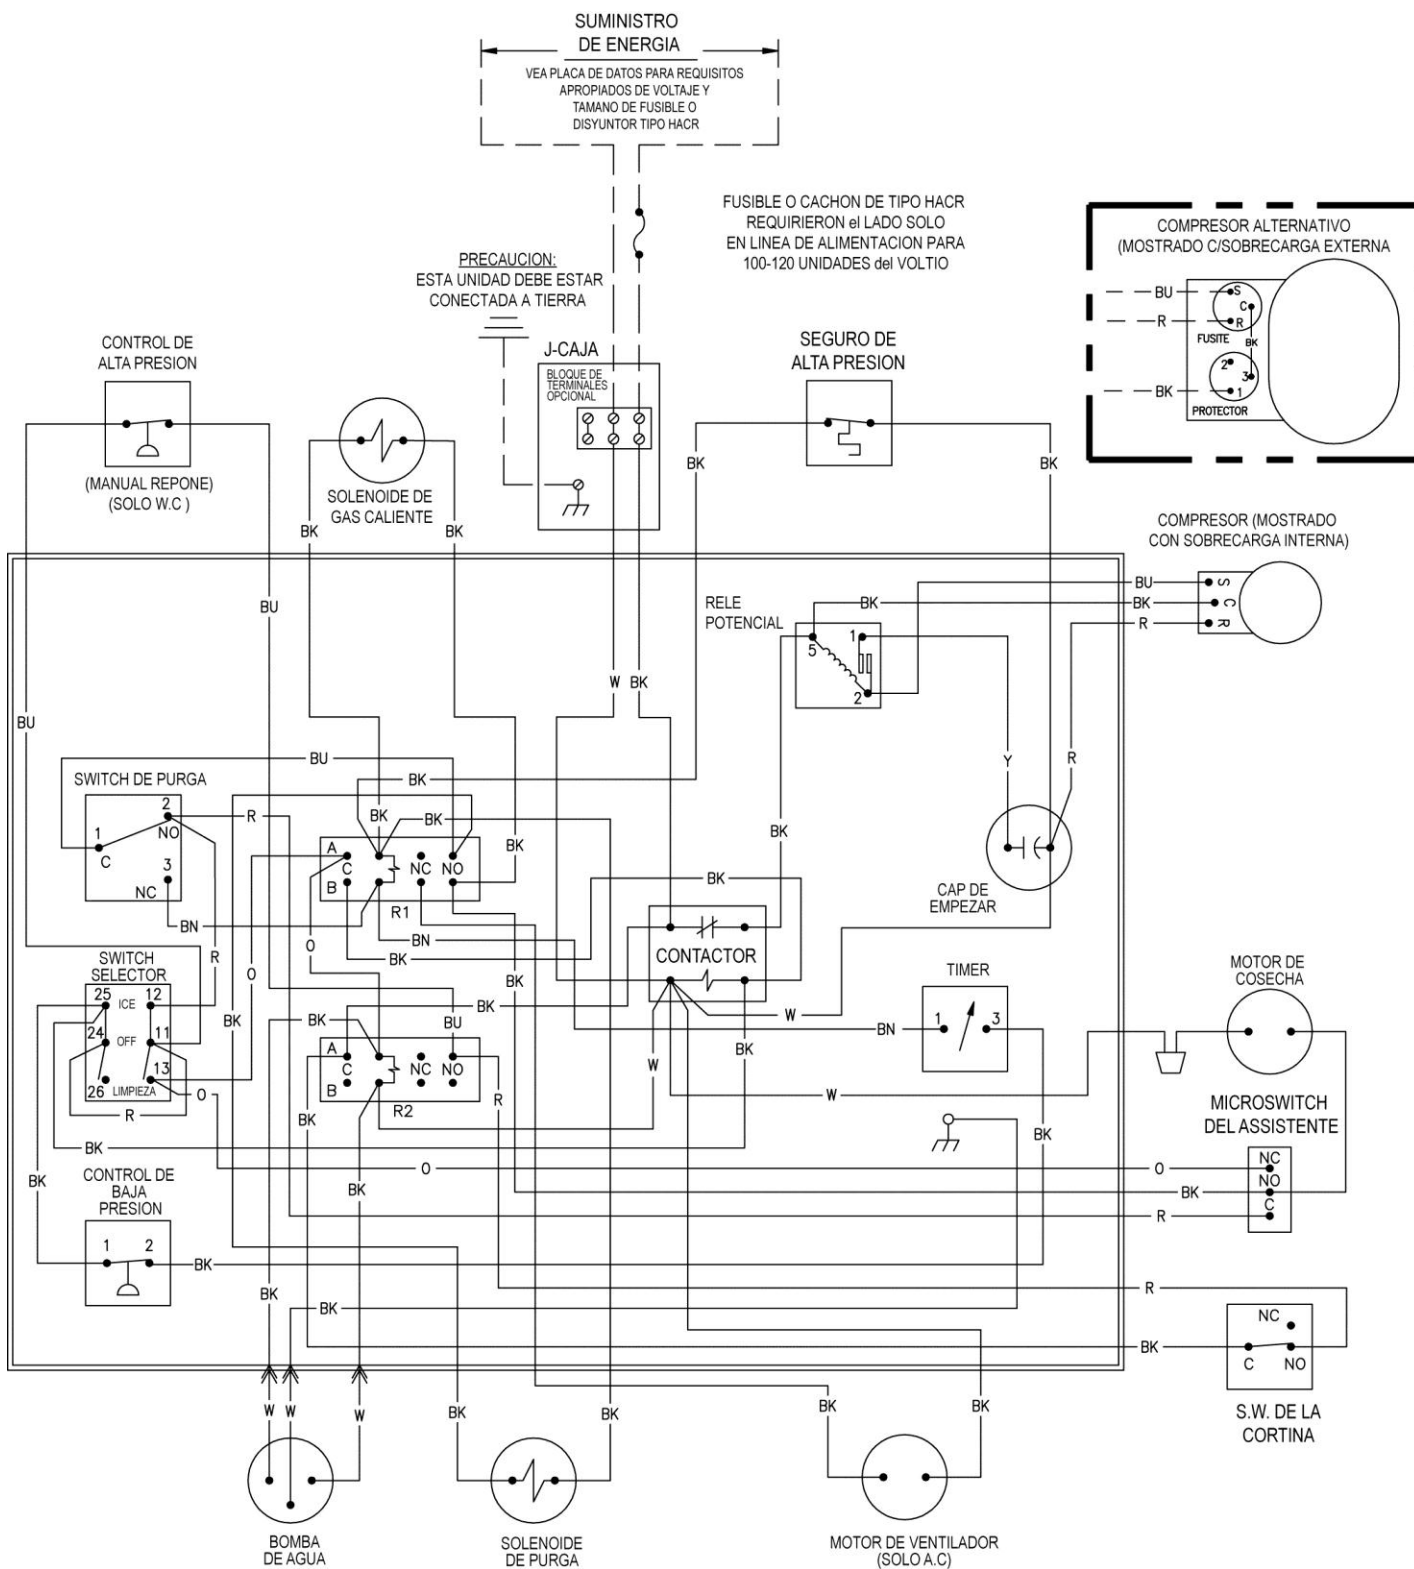 SUMINISTRO
DE ENERGIA
VEA PLACA DE DATOS PARA REQUISITOS
APROPIADOS DE VOLTAJE Y
TAMANO DE FUSIBLE O
DISYUNTOR TIPO HACR
FUSIBLE O CACHON DE TIPO HACR
REQUIRIERON el LADO SOLO
EN LINEA DE ALIMENTACION PARA
100-120 UNIDADES del VOLTIO
COMPRESOR ALTERNATIVO
(MOSTRADO C/SOBRECARGA EXTERNA
BU
S
C
R
R
FUSITE
BK
2
3
BK
1
PROTECTOR
PRECAUCION:
ESTA UNIDAD DEBE ESTAR
CONECTADA A TIERRA
CONTROL DE
ALTA PRESION
(MANUAL REPONE)
(SOLO W.C )
SOLENOIDE DE
GAS CALIENTE
J-CAJA
BLOQUE DE
TERMINALES
OPCIONAL
SEGURO DE
ALTA PRESION
BK
BK
BK
BK
COMPRESOR (MOSTRADO
CON SOBRECARGA INTERNA)
BU
S
BK
BK
C
R
R
BU
RELE
POTENCIAL
5
1
2
W
BK
BU
BU
BK
BK
BK
BK
BK
Y
R
SWITCH DE PURGA
1
C
2
NO
3
NC
R
BN
A
C
B
NC
NO
R1
BK
CAP DE
EMPEZAR
BN
BK
O
O
R
BK
CONTACTOR
SWITCH
SELECTOR
25
ICE
12
24
OFF
11
13
26
LIMPIEZA
R
O
BK
BK
BK
BK
BU
A
C
B
NC
NO
R2
R
BK
W
BK
W
BN
TIMER
1
3
MOTOR DE
COSECHA
W
BK
MICROSWITCH
DEL ASSISTENTE
NC
NO
C
O
O
BK
R
BK
BK
CONTROL DE
BAJA
PRESION
1
2
BK
BK
BK
R
BK
BK
NC
C
NO
S.W. DE LA
CORTINA
W
W
W
BK
BK
BK
BK
BOMBA
DE AGUA
SOLENOIDE
DE PURGA
MOTOR DE VENTILADOR
(SOLO A.C)